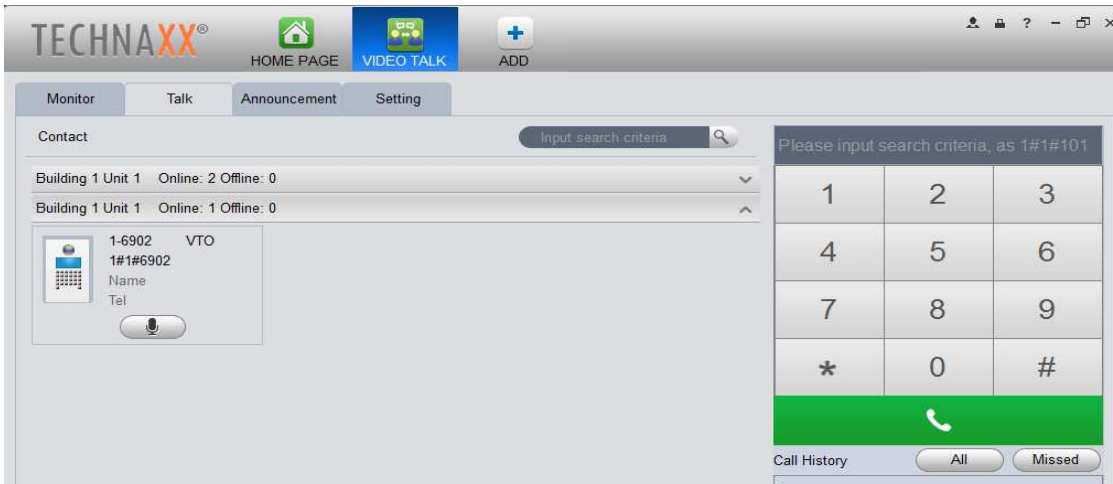 TECHNAXX®
HOME PAGE
VIDEO TALK
ADD
?
Monitor
Talk
Announcement
Setting
Contact
Input search criteria
Building 1 Unit 1 Online: 2 Offline: 0
Building 1 Unit 1 Online: 1 Offline: 0
1-6902 VTO
1#1#6902
Name
Tel
Please input search criteria, as 1#1#101
1 2 3
4 5 6
7 8 9
* 0 #
Call History
All
Missed